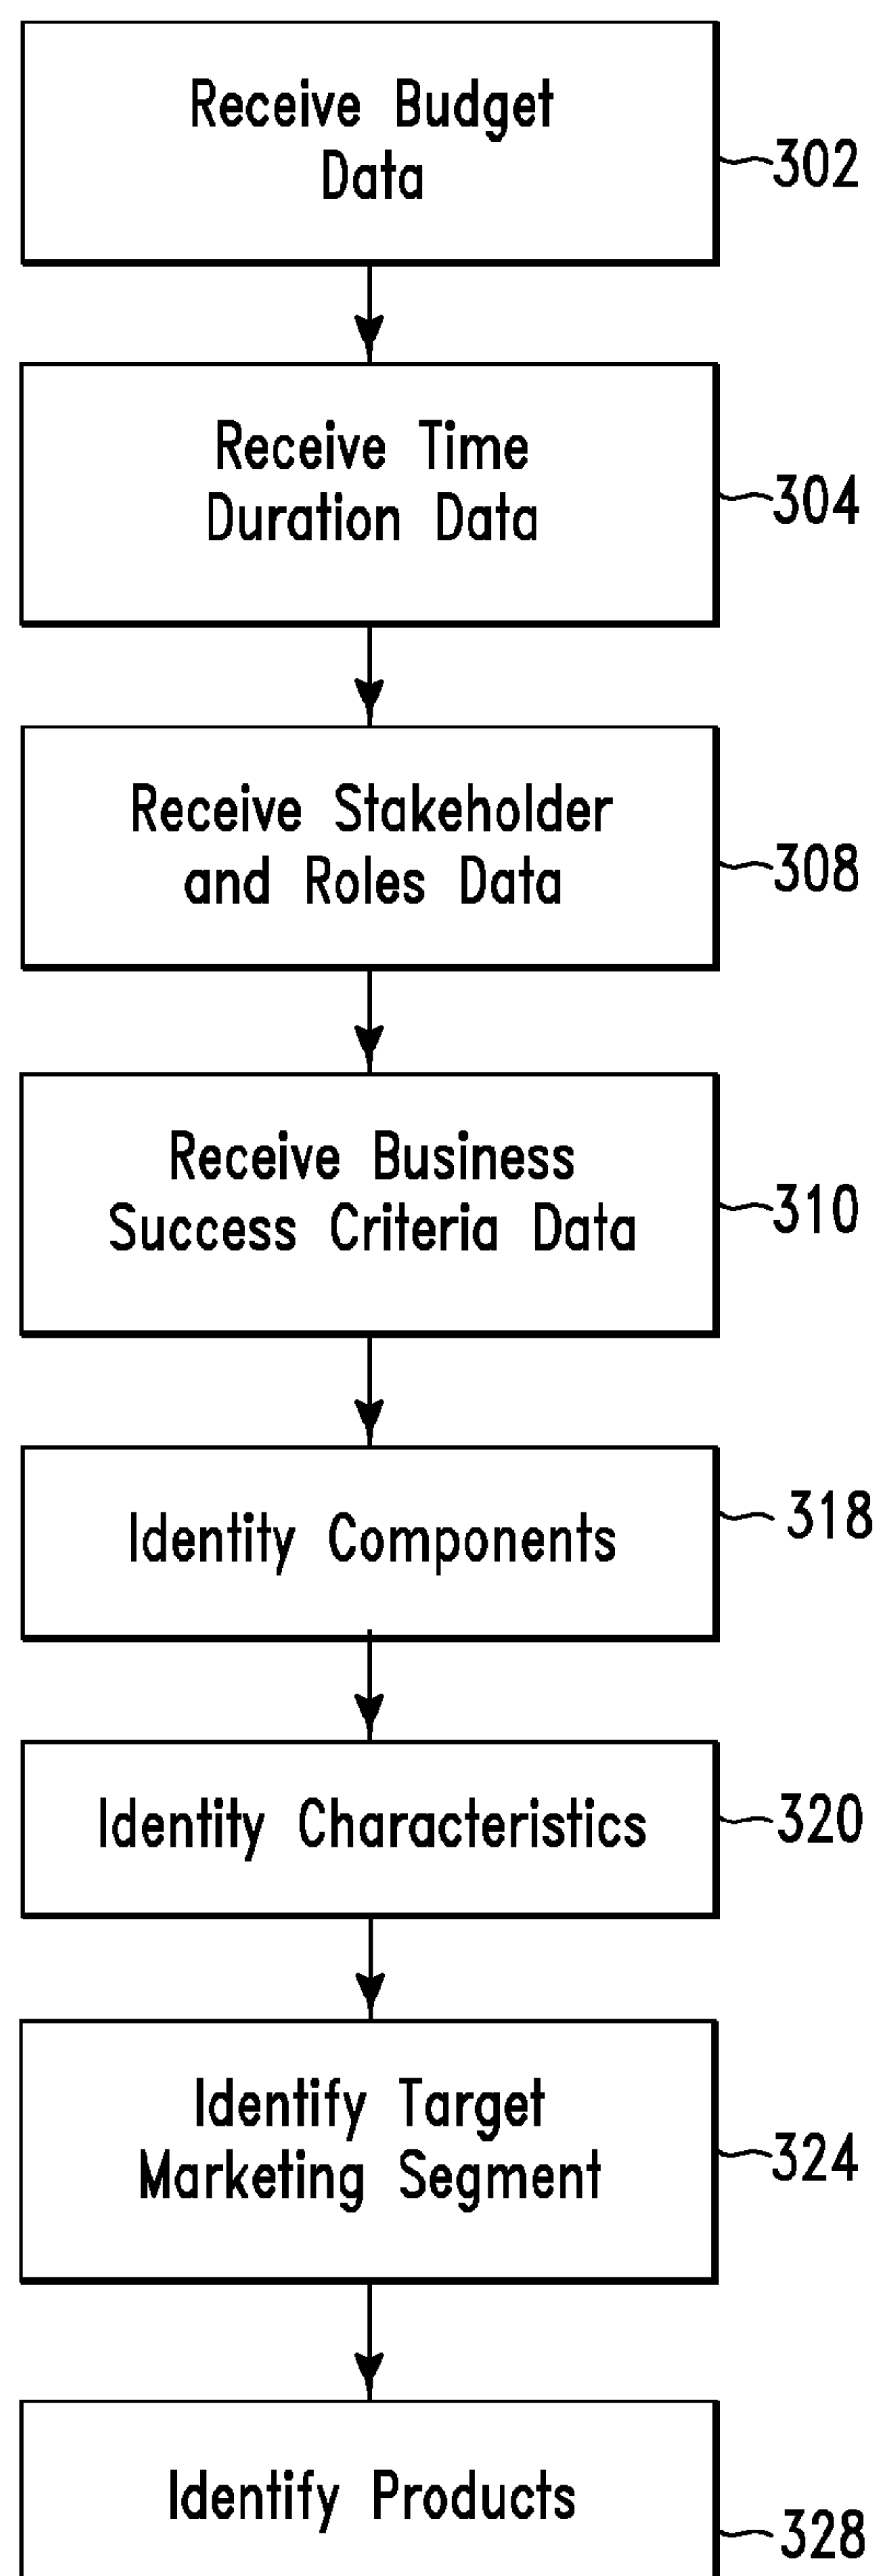 Receive Budget
Data
302
Receive Time
Duration Data
304
Receive Stakeholder
and Roles Data
308
Receive Business
Success Criteria Data
310
Identity Components
318
Identity Characteristics
320
Identify Target
Marketing Segment
324
Identify Products
328